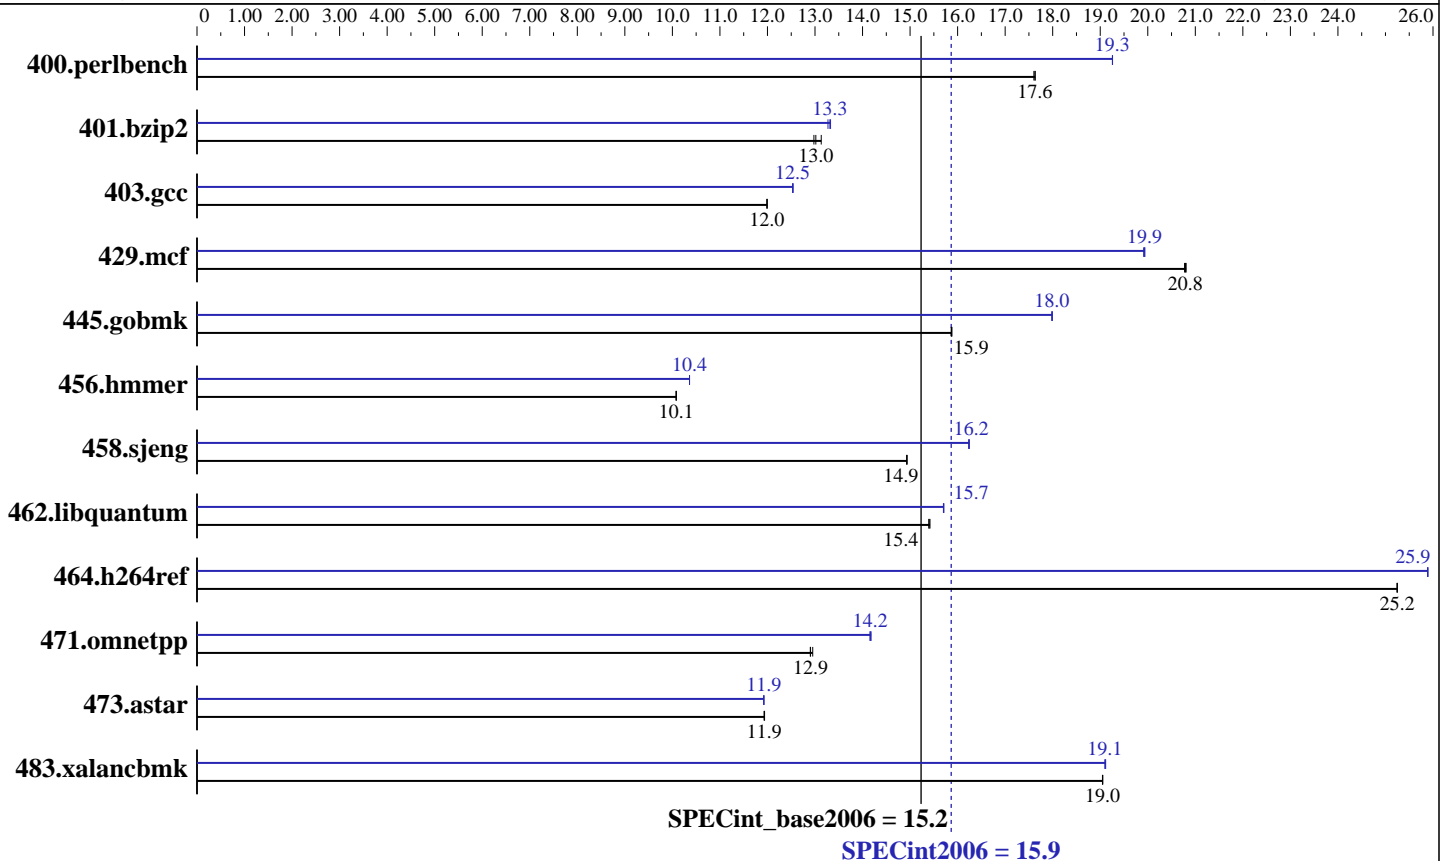 0 1.00 2.00 3.00 4.00 5.00 6.00 7.00 8.00 9.00 10.0 11.0 12.0 13.0 14.0 15.0 16.0 17.0 18.0 19.0 20.0 21.0 22.0 23.0 24.0 26.0
19.3
400.perlbench
17.6
13.3
401.bzip2
13.0
12.5
403.gcc
12.0
19.9
429.mcf
20.8
18.0
445.gobmk
15.9
10.4
456.hmmer
10.1
16.2
458.sjeng
14.9
15.7
462.libquantum
15.4
25.9
464.h264ref
25.2
14.2
471.omnetpp
12.9
11.9
473.astar
11.9
19.1
483.xalancbmk
19.0
SPECint_base2006 = 15.2
SPECint2006 = 15.9